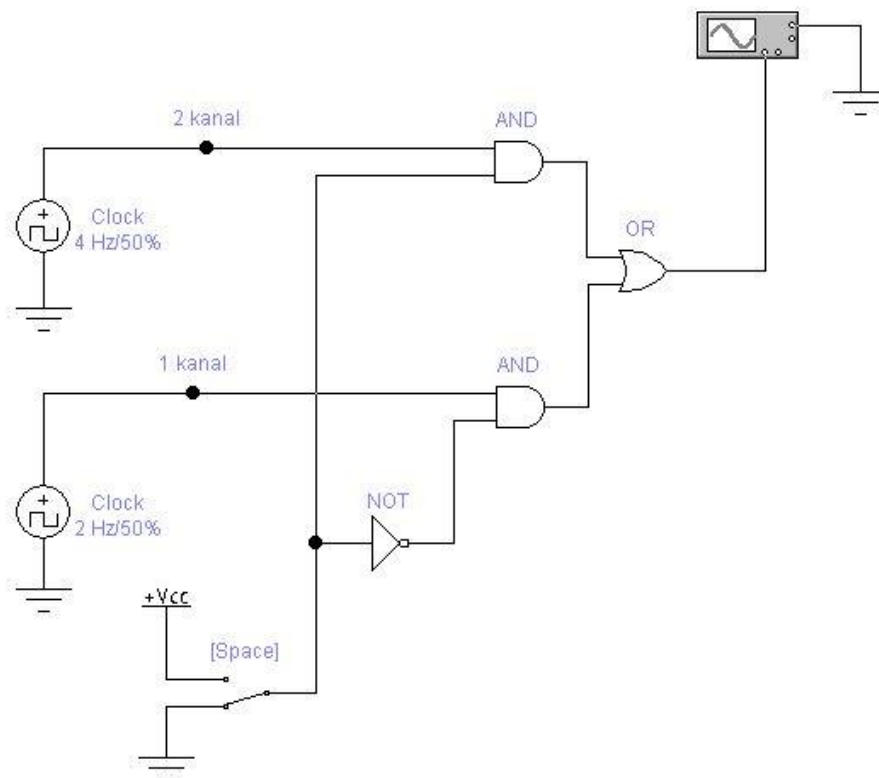 2 kanal
AND
Clock
4 Hz/50%
OR
1 kanal
AND
Clock
2 Hz/50%
NOT
+Vcc
[Space]